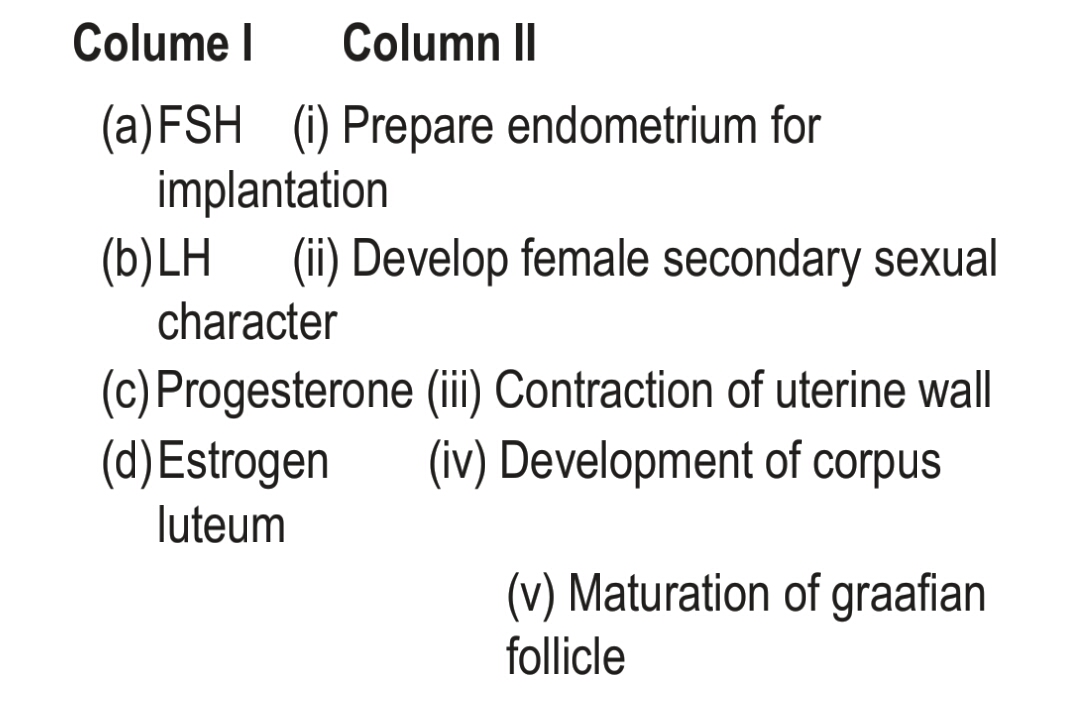 Colume I Column II
(a) FSH (i) Prepare endometrium for
implantation
(b) LH (ii) Develop female secondary sexual
character
(c) Progesterone (iii) Contraction of uterine wall
(d) Estrogen (iv) Development of corpus
luteum
(v) Maturation of graafian
follicle